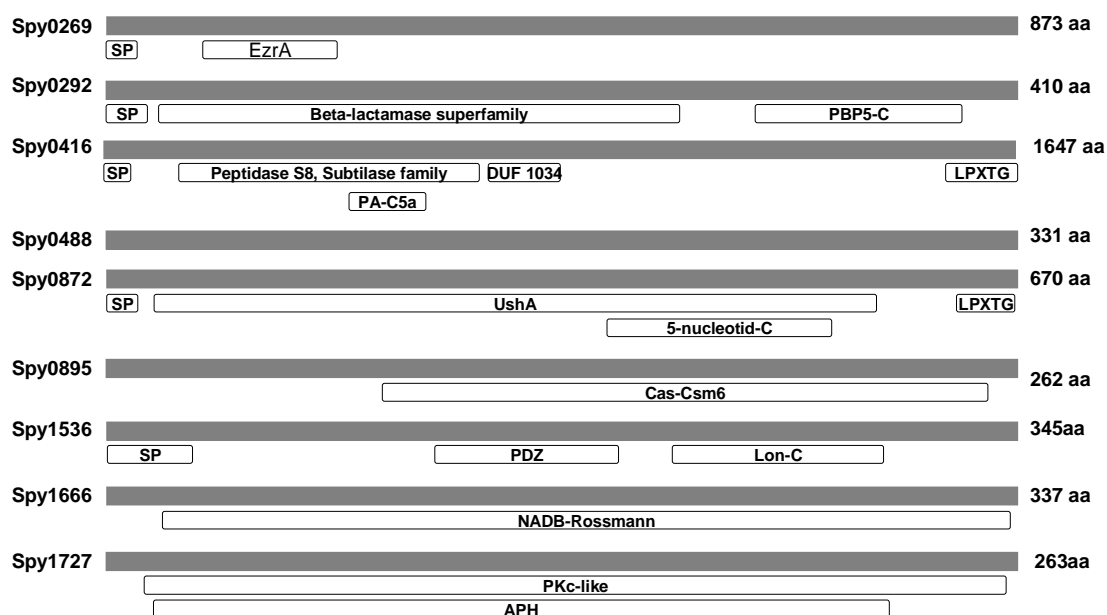 Spy0269 873 aa
SP EzrA
Spy0292 410 aa
SP Beta-lactamase superfamily PBP5-C
Spy0416 1647 aa
SP Peptidase S8, Subtilase family DUF 1034 LPXTG
PA-C5a
Spy0488 331 aa
Spy0872 670 aa
SP UshA LPXTG
5-nucleotid-C
Spy0895 262 aa
Cas-Csm6
Spy1536 345aa
SP PDZ Lon-C
Spy1666 337 aa
NADB-Rossmann
Spy1727 263aa
PKc-like
APH